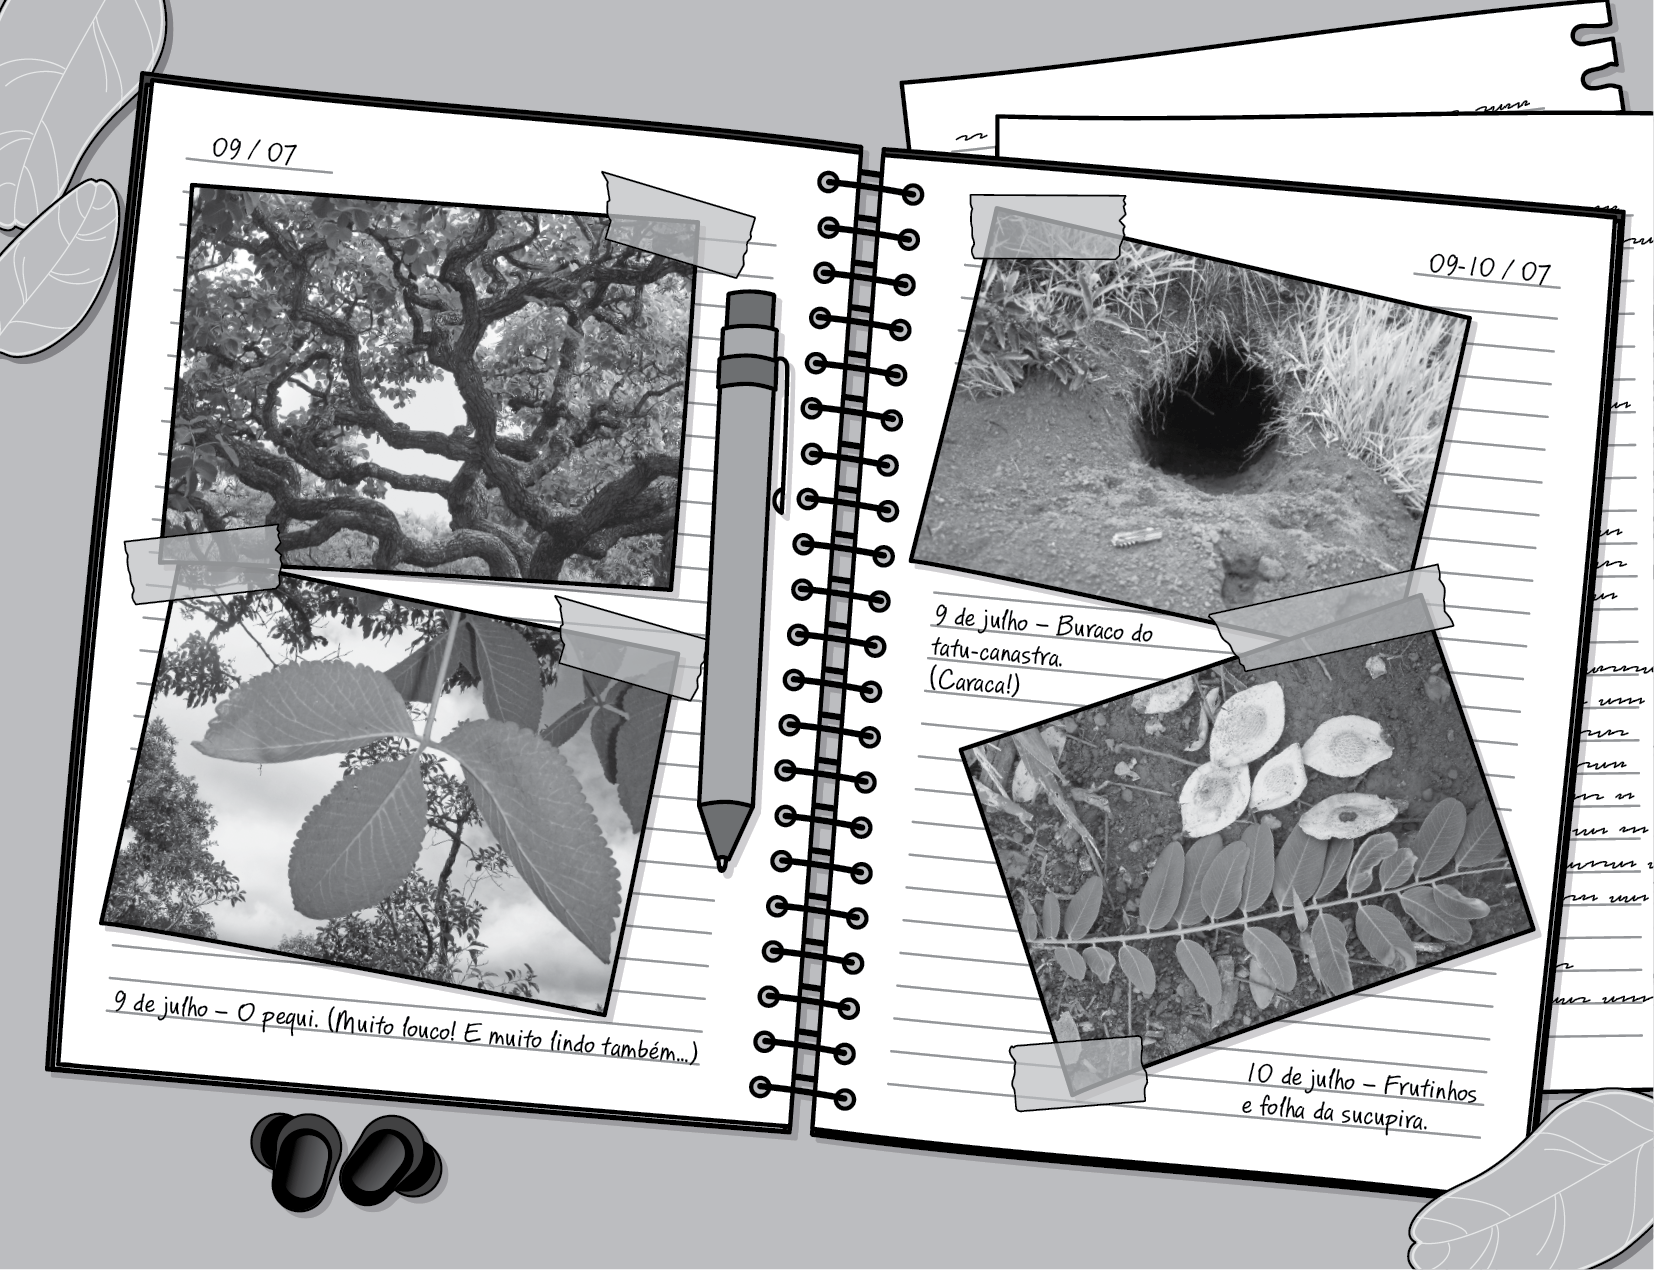 09 / 07
9 de julho – O pequi. (Muito louco! E muito lindo também...)
09-10 / 07
9 de julho – Buraco do
tatu-canastra.
(Caraca!)
10 de julho – Frutinhos
e folha da sucupira.